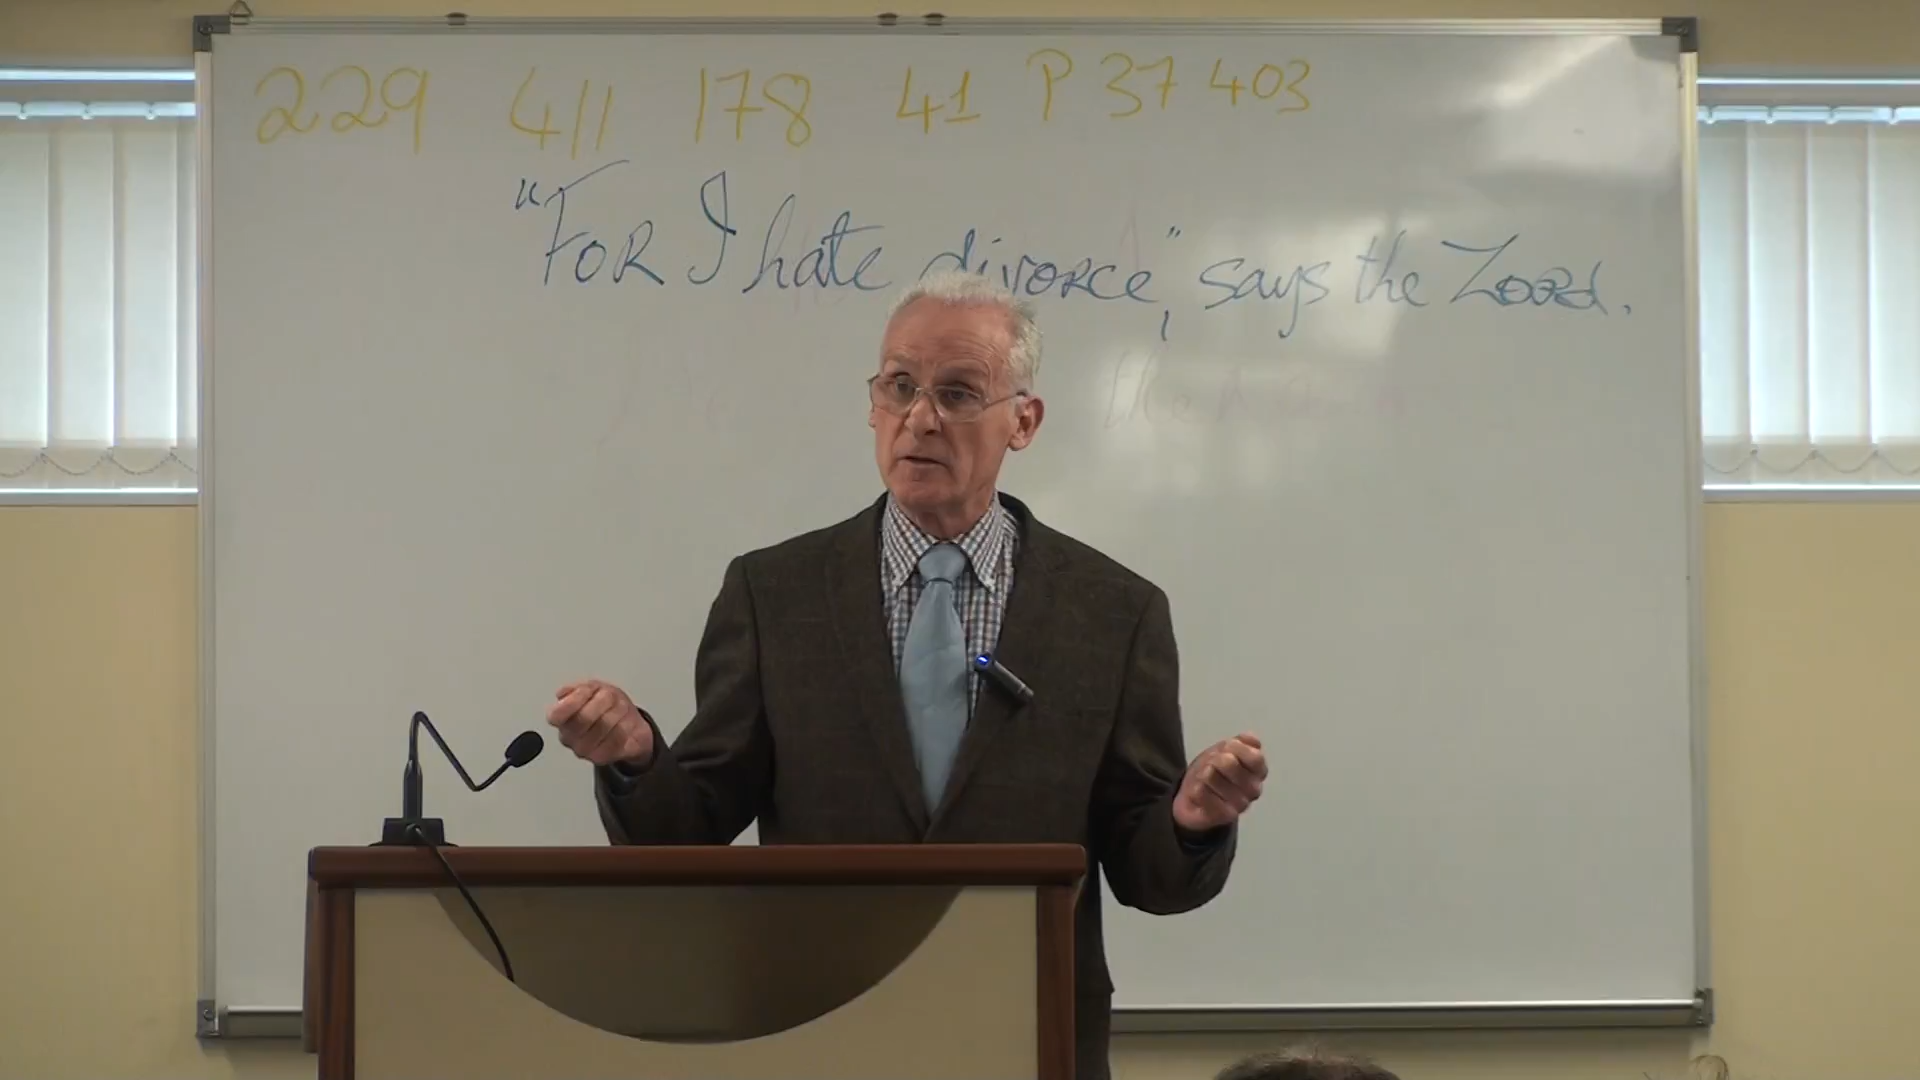 229 411 178 41 P 37 403
"FOR I hate divorce," says the Lord.